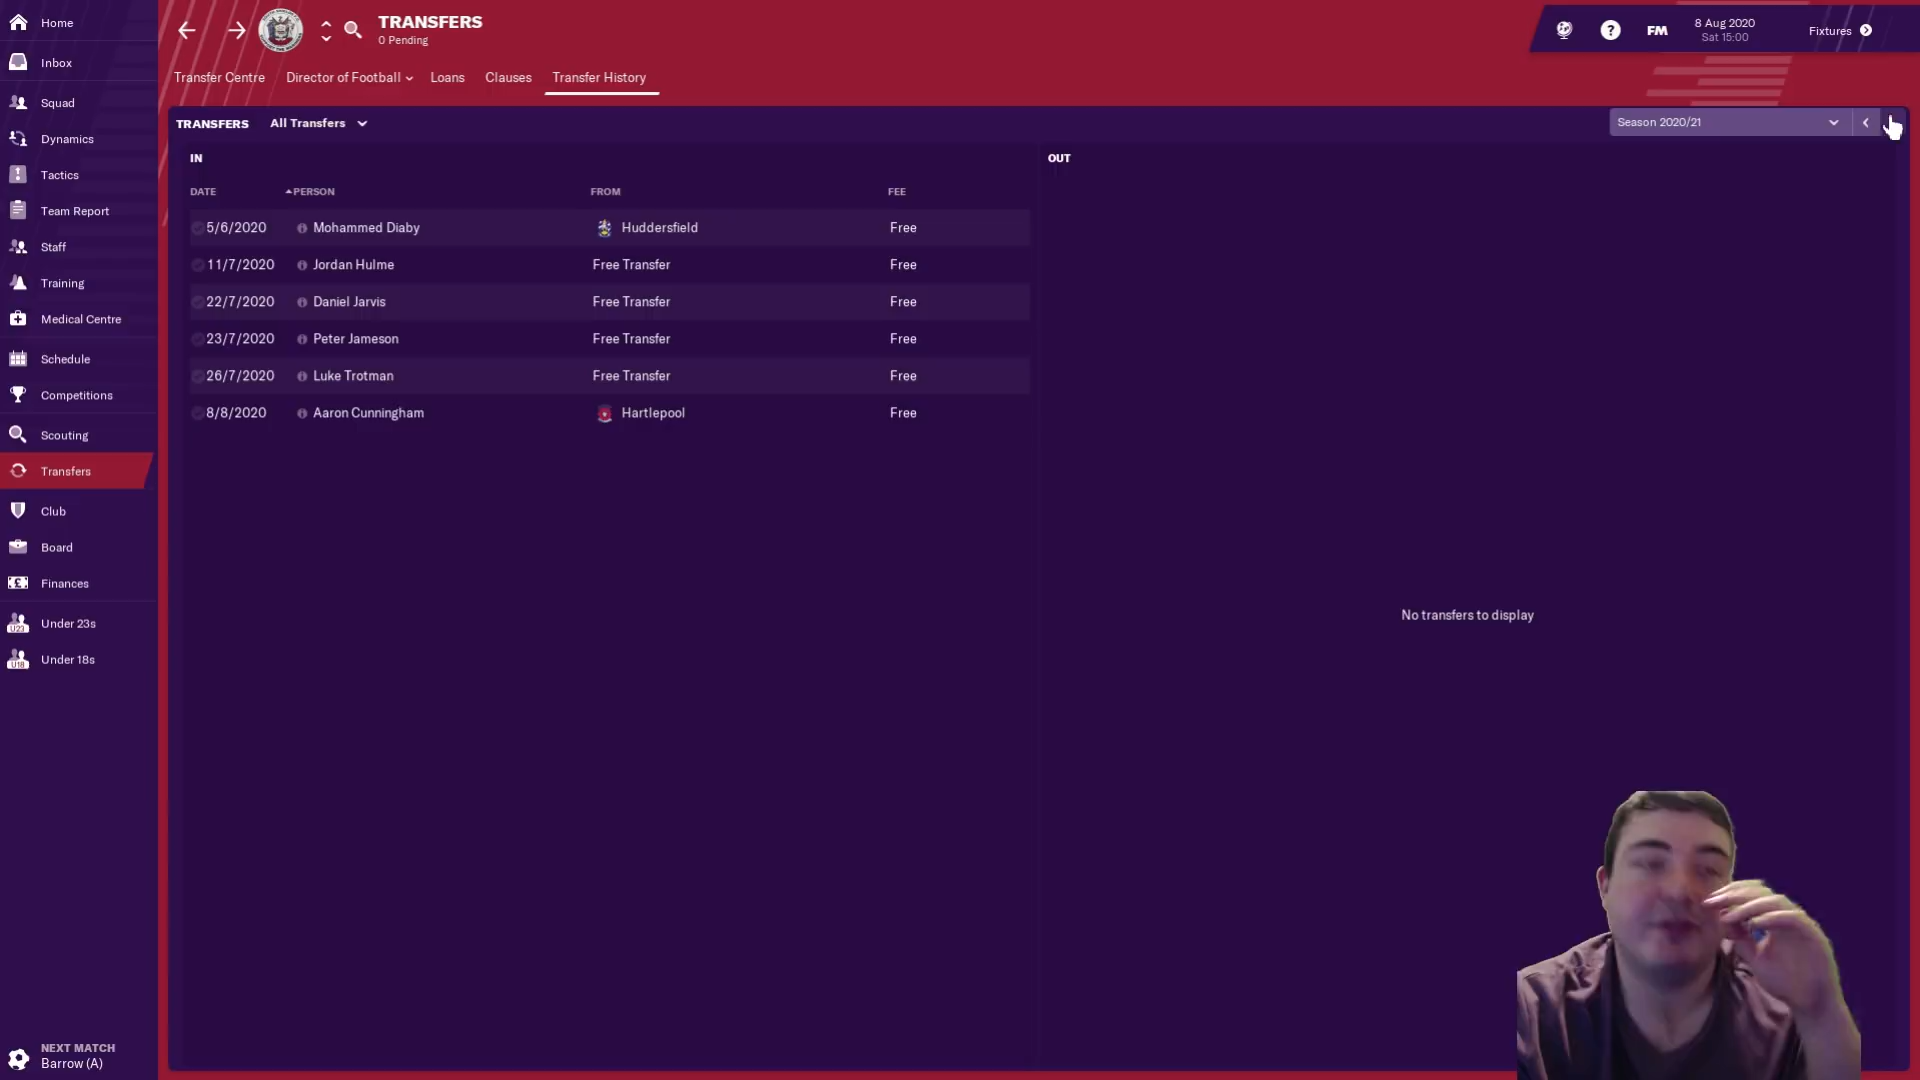 Home
Inbox
Squad
Dynamics
Tactics
Team Report
Staff
Training
Medical Centre
Schedule
Competitions
Scouting
Transfers
Club
Board
Finances
Under 23s
Under 18s
U23
U18
NEXT MATCH
Barrow (A)
TRANSFERS
0 Pending
FM
8 Aug 2020
Sat 15:00
Fixtures
Transfer Centre Director of Football Loans Clauses Transfer History
TRANSFERS All Transfers Season 2020/21
IN OUT
DATE PERSON FROM FEE
5/6/2020 Mohammed Diaby Huddersfield Free
11/7/2020 Jordan Hulme Free Transfer Free
22/7/2020 Daniel Jarvis Free Transfer Free
23/7/2020 Peter Jameson Free Transfer Free
26/7/2020 Luke Trotman Free Transfer Free
8/8/2020 Aaron Cunningham Hartlepool Free
No transfers to display